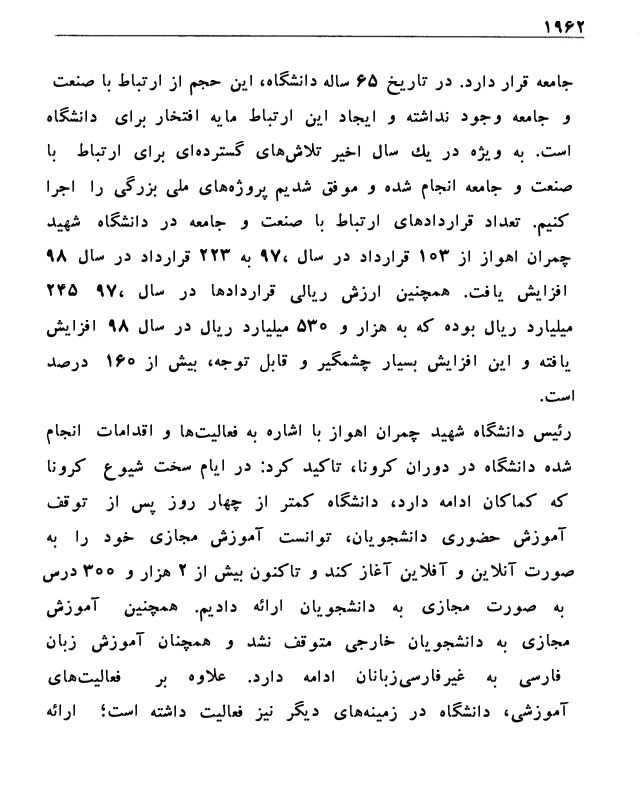 ۱۹۶۲
جامعه قرار دارد. در تاریخ ۶۵ ساله دانشگاه، این حجم از ارتباط با صنعت
و جامعه وجود نداشته و ایجاد این ارتباط مایه افتخار برای دانشگاه
است. به ویژه در یك سال اخیر تلاش‌های گسترده‌ای برای ارتباط با
صنعت و جامعه انجام شده و موفق شدیم پروژه‌های ملی بزرگی را اجرا
کنیم. تعداد قراردادهای ارتباط با صنعت و جامعه در دانشگاه شهید
چمران اهواز از ۱۰۳ قرارداد در سال ۹۷، به ۲۲۳ قرارداد در سال ۹۸
افزایش یافت. همچنین ارزش ریالی قراردادها در سال ۹۷، ۲۴۵
میلیارد ریال بوده که به هزار و ۵۳۰ میلیارد ریال در سال ۹۸ افزایش
یافته و این افزایش بسیار چشمگیر و قابل توجه، بیش از ۱۶۰ درصد
است.
رئیس دانشگاه شهید چمران اهواز با اشاره به فعالیت‌ها و اقدامات انجام
شده دانشگاه در دوران کرونا، تاکید کرد: در ایام سخت شیوع کرونا
که کماکان ادامه دارد، دانشگاه کمتر از چهار روز پس از توقف
آموزش حضوری دانشجویان، توانست آموزش مجازی خود را به
صورت آنلاین و آفلاین آغاز کند و تاکنون بیش از ۲ هزار و ۳۰۰ درس
به صورت مجازی به دانشجویان ارائه دادیم. همچنین آموزش
مجازی به دانشجویان خارجی متوقف نشد و همچنان آموزش زبان
فارسی به غیرفارسی‌زبانان ادامه دارد. علاوه بر فعالیت‌های
آموزشی، دانشگاه در زمینه‌های دیگر نیز فعالیت داشته است؛ ارائه